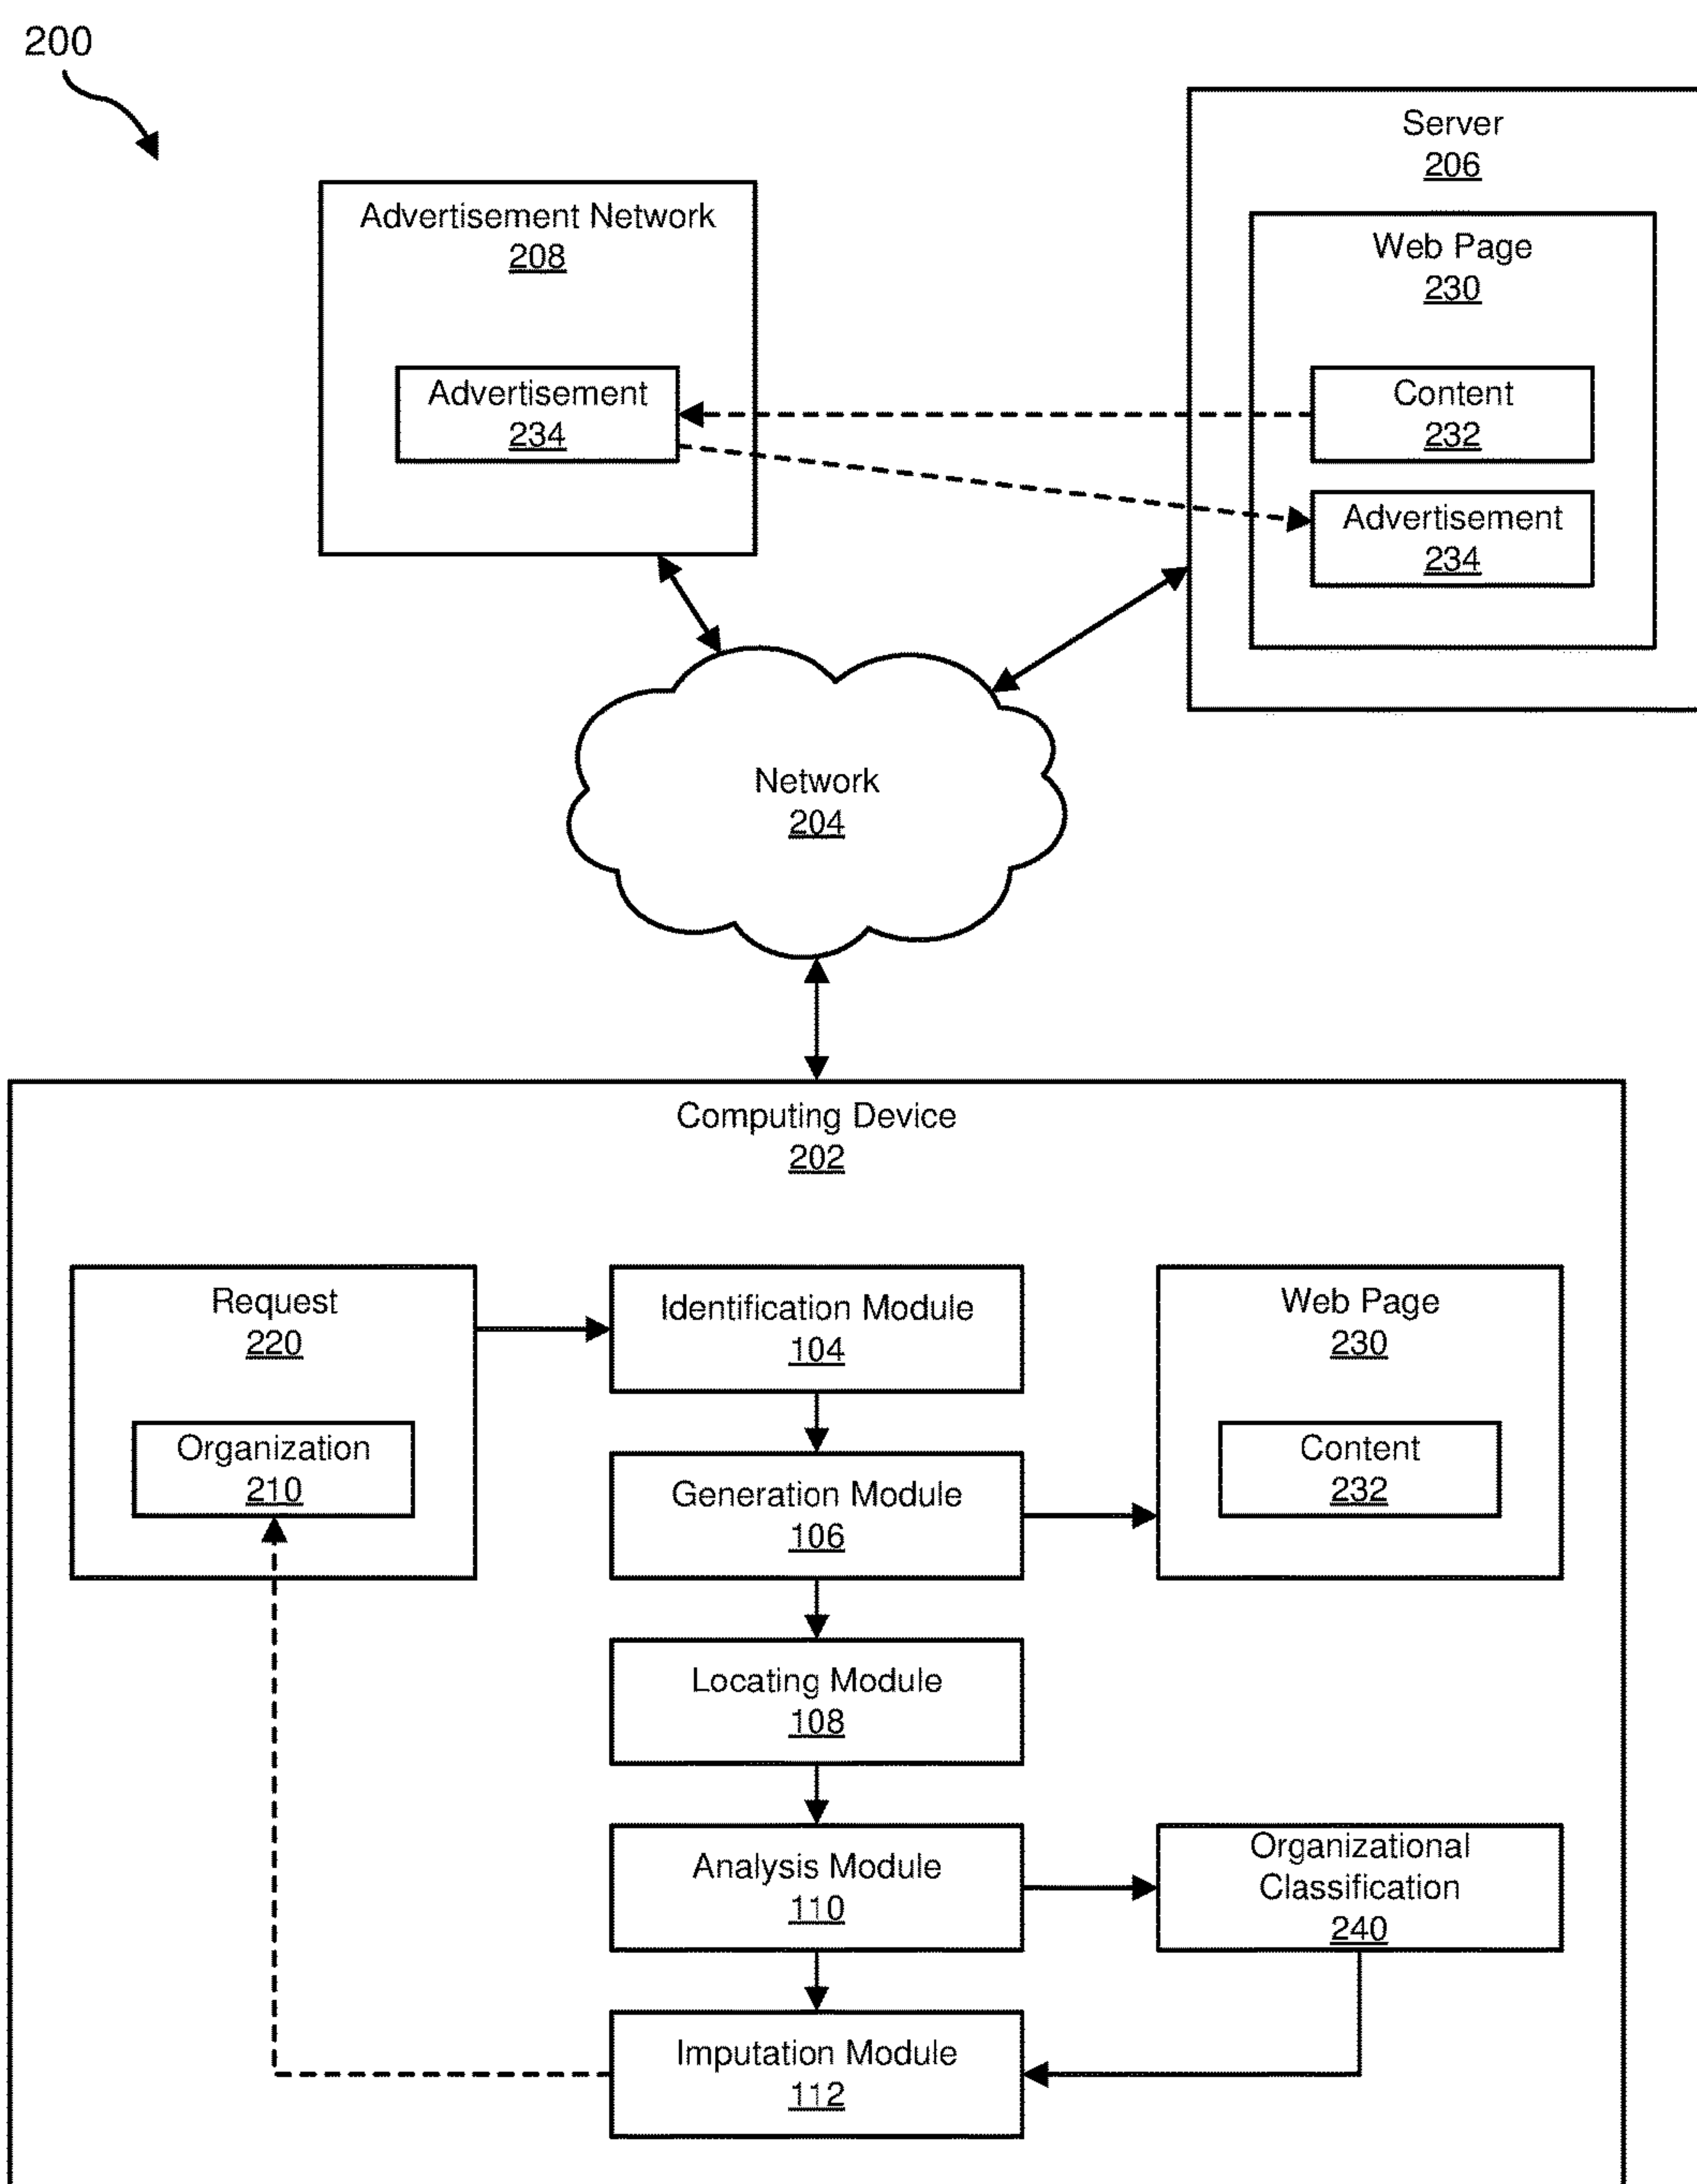 200
Server
206
Advertisement Network
208
Web Page
230
Advertisement
234
Content
232
Advertisement
234
Network
204
Computing Device
202
Request
220
Organization
210
Identification Module
104
Web Page
230
Content
232
Generation Module
106
Locating Module
108
Analysis Module
110
Organizational
Classification
240
Imputation Module
112